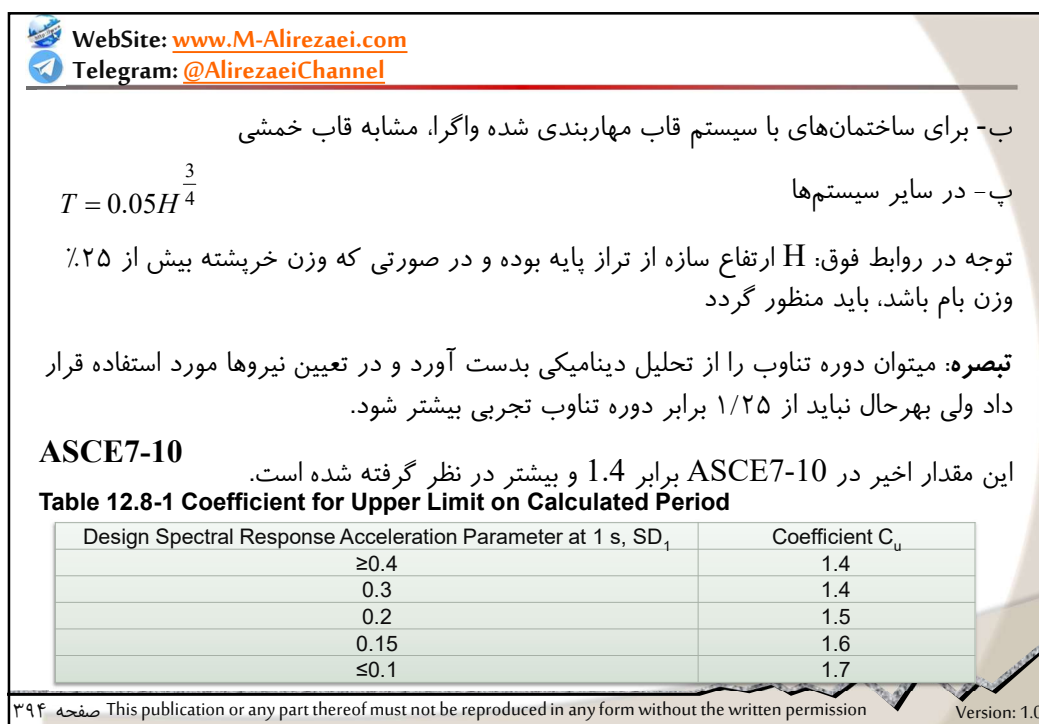 WebSite: www.M-Alirezaei.com
Telegram: @AlirezaeiChannel
ب- برای ساختمان‌های با سیستم قاب مهاربندی شده واگرا، مشابه قاب خمشی
پ- در سایر سیستم‌ها
T = 0.05H^{3/4}
توجه در روابط فوق: H ارتفاع سازه از تراز پایه بوده و در صورتی که وزن خرپشته بیش از ۲۵٪
وزن بام باشد، باید منظور گردد
تبصره: میتوان دوره تناوب را از تحلیل دینامیکی بدست آورد و در تعیین نیروها مورد استفاده قرار
داد ولی بهرحال نباید از ۱/۲۵ برابر دوره تناوب تجربی بیشتر شود.
ASCE7-10
این مقدار اخیر در ASCE7-10 برابر 1.4 و بیشتر در نظر گرفته شده است.
Table 12.8-1 Coefficient for Upper Limit on Calculated Period
Design Spectral Response Acceleration Parameter at 1 s, SD₁ Coefficient Cᵤ
≥0.4 1.4
0.3 1.4
0.2 1.5
0.15 1.6
≤0.1 1.7
صفحه ۳۹۴ This publication or any part thereof must not be reproduced in any form without the written permission Version: 1.0